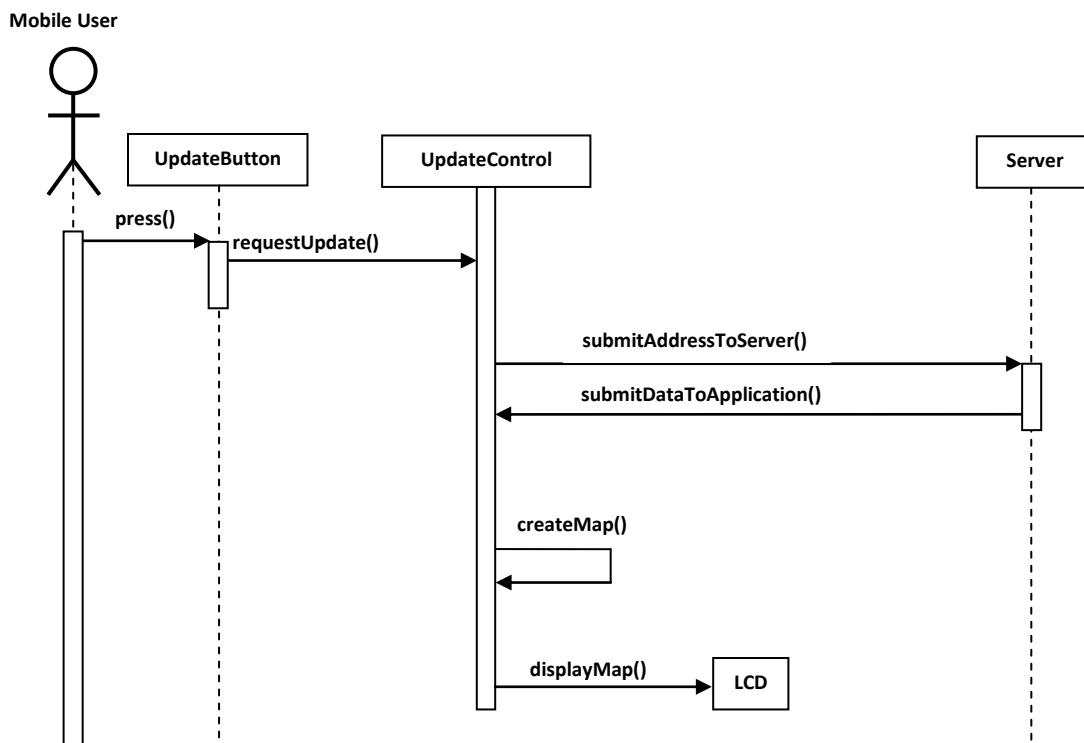 Mobile User
UpdateButton
UpdateControl
Server
press()
requestUpdate()
submitAddressToServer()
submitDataToApplication()
createMap()
displayMap()
LCD